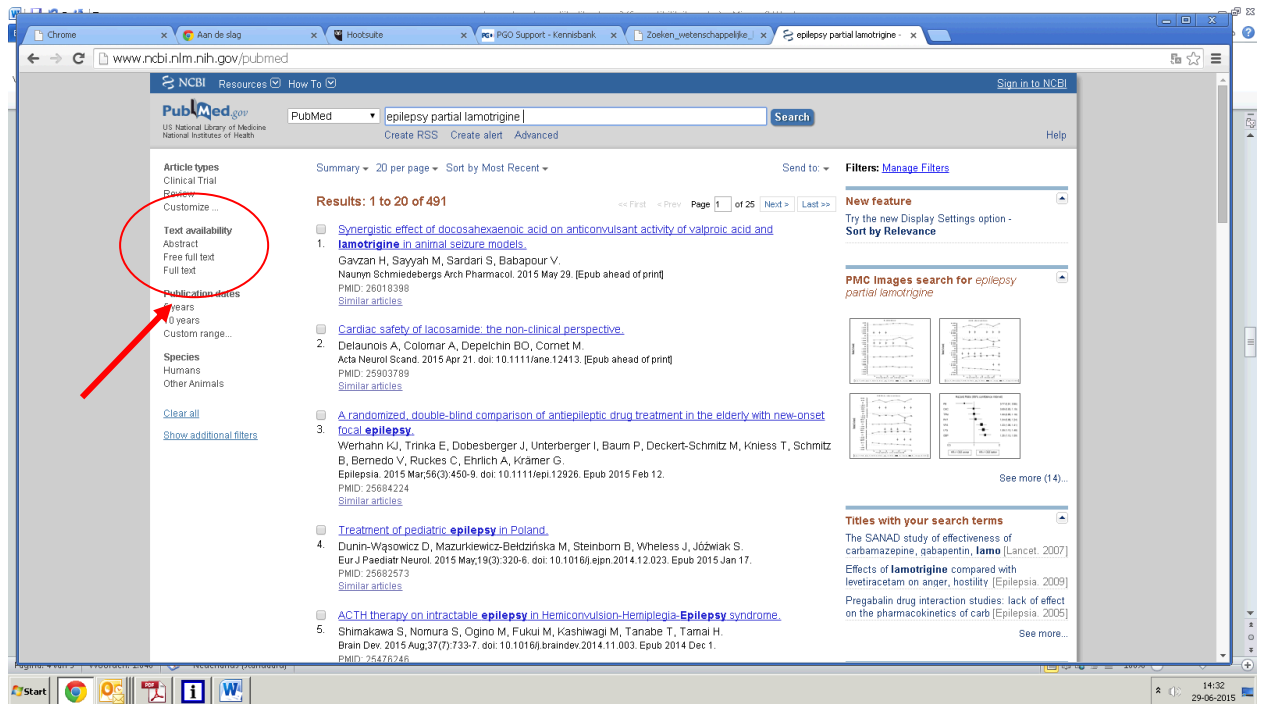 Chrome
Aan de slag
Hootsuite
PGO Support - Kennisbank
Zoeken_wetenschappelijke_
epilepsy partial lamotrigine -
www.ncbi.nlm.nih.gov/pubmed
NCBI Resources How To Sign in to NCBI
PubMed.gov
US National Library of Medicine
National Institutes of Health
PubMed epilepsy partial lamotrigine Search
Create RSS Create alert Advanced Help
Article types
Clinical Trial
Review
Customize ...
Text availability
Abstract
Free full text
Full text
Publication dates
5 years
10 years
Custom range...
Species
Humans
Other Animals
Clear all
Show additional filters
Summary 20 per page Sort by Most Recent Send to:
Results: 1 to 20 of 491
<< First < Prev Page 1 of 25 Next > Last >>
1. Synergistic effect of docosahexaenoic acid on anticonvulsant activity of valproic acid and
lamotrigine in animal seizure models.
Gavzan H, Sayyah M, Sardari S, Babapour V.
Naunyn Schmiedebergs Arch Pharmacol. 2015 May 29. [Epub ahead of print]
PMID: 26018398
Similar articles
2. Cardiac safety of lacosamide: the non-clinical perspective.
Delaunois A, Colomar A, Depelchin BO, Cornet M.
Acta Neurol Scand. 2015 Apr 21. doi: 10.1111/ane.12413. [Epub ahead of print]
PMID: 25903789
Similar articles
3. A randomized, double-blind comparison of antiepileptic drug treatment in the elderly with new-onset
focal epilepsy.
Werhahn KJ, Trinka E, Dobesberger J, Unterberger I, Baum P, Deckert-Schmitz M, Kniess T, Schmitz
B, Bernedo V, Ruckes C, Ehrlich A, Krämer G.
Epilepsia. 2015 Mar;56(3):450-9. doi: 10.1111/epi.12926. Epub 2015 Feb 12.
PMID: 25684224
Similar articles
4. Treatment of pediatric epilepsy in Poland.
Dunin-Wąsowicz D, Mazurkiewicz-Bełdzińska M, Steinborn B, Wheless J, Jóźwiak S.
Eur J Paediatr Neurol. 2015 May;19(3):320-6. doi: 10.1016/j.ejpn.2014.12.023. Epub 2015 Jan 17.
PMID: 25682573
Similar articles
5. ACTH therapy on intractable epilepsy in Hemiconvulsion-Hemiplegia-Epilepsy syndrome.
Shimakawa S, Nomura S, Ogino M, Fukui M, Kashiwagi M, Tanabe T, Tamai H.
Brain Dev. 2015 Aug;37(7):733-7. doi: 10.1016/j.braindev.2014.11.003. Epub 2014 Dec 1.
PMID: 25476246
Filters: Manage Filters
New feature
Try the new Display Settings option -
Sort by Relevance
PMC Images search for epilepsy
partial lamotrigine
See more (14)...
Titles with your search terms
The SANAD study of effectiveness of
carbamazepine, gabapentin, lamo [Lancet. 2007]
Effects of lamotrigine compared with
levetiracetam on anger, hostility [Epilepsia. 2009]
Pregabalin drug interaction studies: lack of effect
on the pharmacokinetics of carb [Epilepsia. 2005]
See more...
Start
14:32
29-06-2015